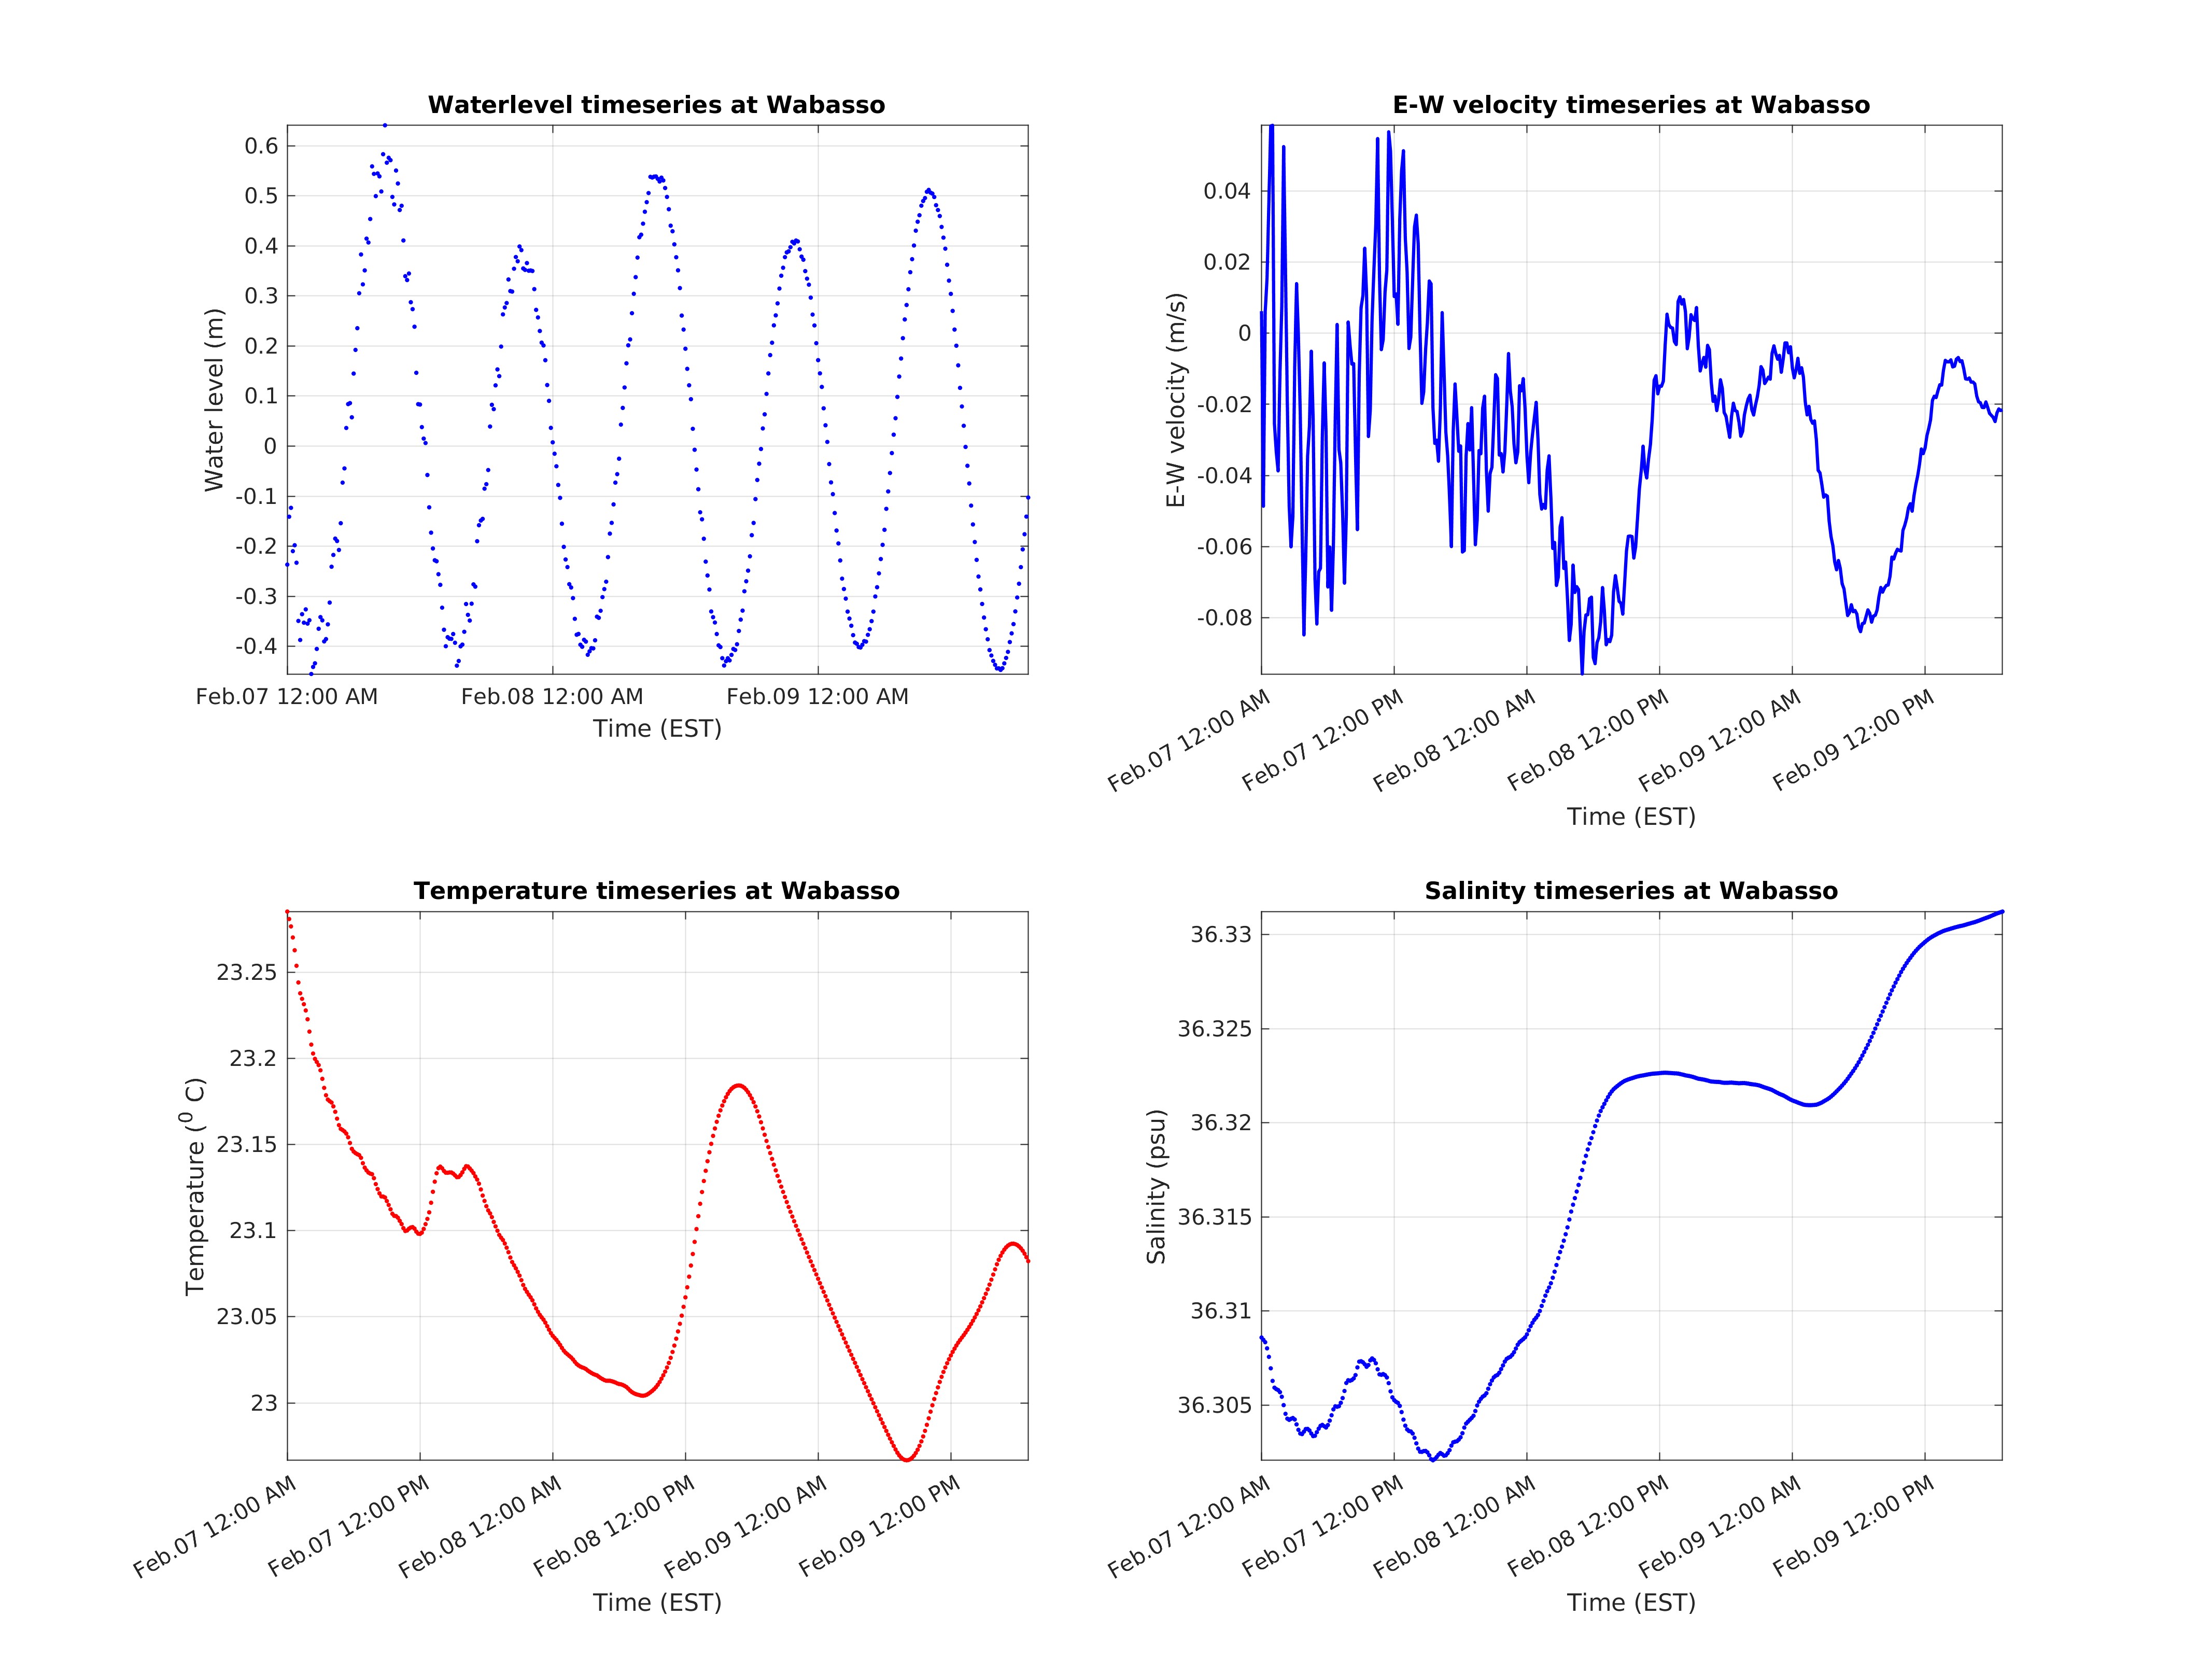 Waterlevel timeseries at Wabasso
0.6
0.5
0.4
0.3
0.2
0.1
0
-0.1
-0.2
-0.3
-0.4
Water level (m)
Feb.07 12:00 AM
Feb.08 12:00 AM
Feb.09 12:00 AM
Time (EST)
E-W velocity timeseries at Wabasso
0.04
0.02
0
-0.02
-0.04
-0.06
-0.08
E-W velocity (m/s)
Feb.07 12:00 AM
Feb.07 12:00 PM
Feb.08 12:00 AM
Feb.08 12:00 PM
Feb.09 12:00 AM
Feb.09 12:00 PM
Time (EST)
Temperature timeseries at Wabasso
23.25
23.2
23.15
23.1
23.05
23
Temperature (⁰ C)
Feb.07 12:00 AM
Feb.07 12:00 PM
Feb.08 12:00 AM
Feb.08 12:00 PM
Feb.09 12:00 AM
Feb.09 12:00 PM
Time (EST)
Salinity timeseries at Wabasso
36.33
36.325
36.32
36.315
36.31
36.305
Salinity (psu)
Feb.07 12:00 AM
Feb.07 12:00 PM
Feb.08 12:00 AM
Feb.08 12:00 PM
Feb.09 12:00 AM
Feb.09 12:00 PM
Time (EST)